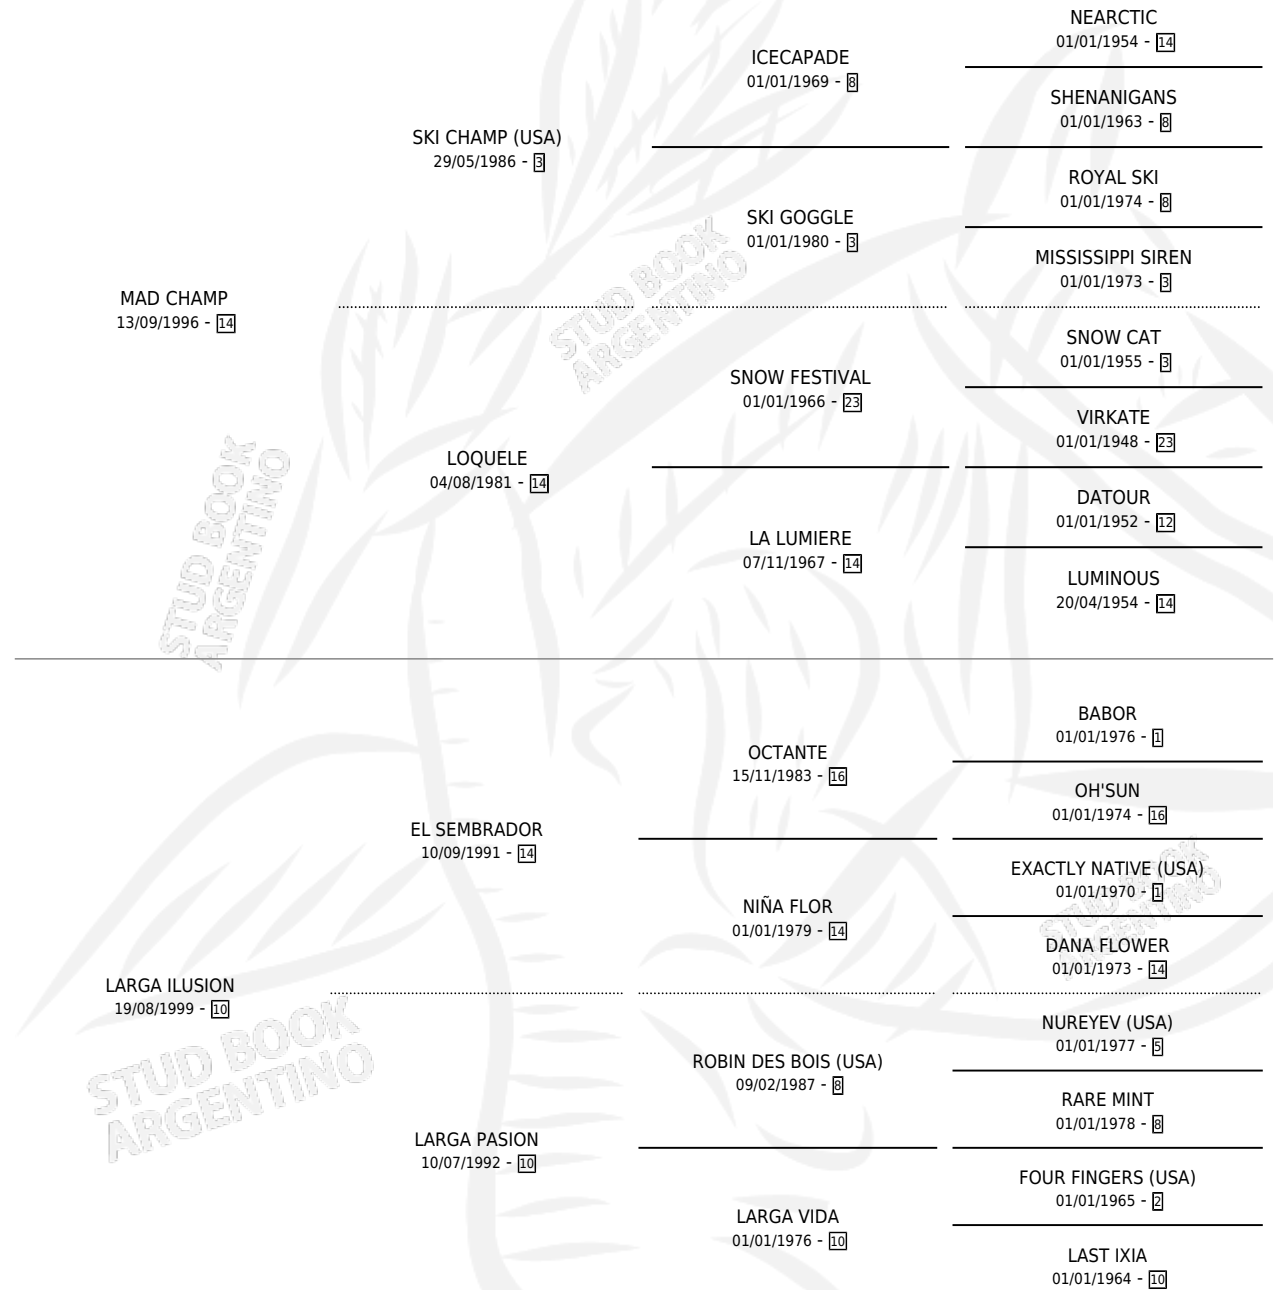 NEARCTIC
01/01/1954 - 14
ICECAPADE
01/01/1969 - 8
SHENANIGANS
01/01/1963 - 8
SKI CHAMP (USA)
29/05/1986 - 3
ROYAL SKI
01/01/1974 - 8
SKI GOGGLE
01/01/1980 - 3
MISSISSIPPI SIREN
01/01/1973 - 3
MAD CHAMP
13/09/1996 - 14
STUD BOOK
ARGENTINO
SNOW CAT
01/01/1955 - 3
SNOW FESTIVAL
01/01/1966 - 23
VIRKATE
01/01/1948 - 23
LOQUELE
04/08/1981 - 14
DATOUR
01/01/1952 - 12
LA LUMIERE
07/11/1967 - 14
LUMINOUS
20/04/1954 - 14
STUD BOOK
ARGENTINO
BABOR
01/01/1976 - 1
OCTANTE
15/11/1983 - 16
OH'SUN
01/01/1974 - 16
EL SEMBRADOR
10/09/1991 - 14
EXACTLY NATIVE (USA)
01/01/1970 - 1
NIÑA FLOR
01/01/1979 - 14
STUD BOOK
ARGENTINO
DANA FLOWER
01/01/1973 - 14
LARGA ILUSION
19/08/1999 - 10
STUD BOOK
ARGENTINO
NUREYEV (USA)
01/01/1977 - 5
ROBIN DES BOIS (USA)
09/02/1987 - 8
RARE MINT
01/01/1978 - 8
LARGA PASION
10/07/1992 - 10
FOUR FINGERS (USA)
01/01/1965 - 2
LARGA VIDA
01/01/1976 - 10
LAST IXIA
01/01/1964 - 10